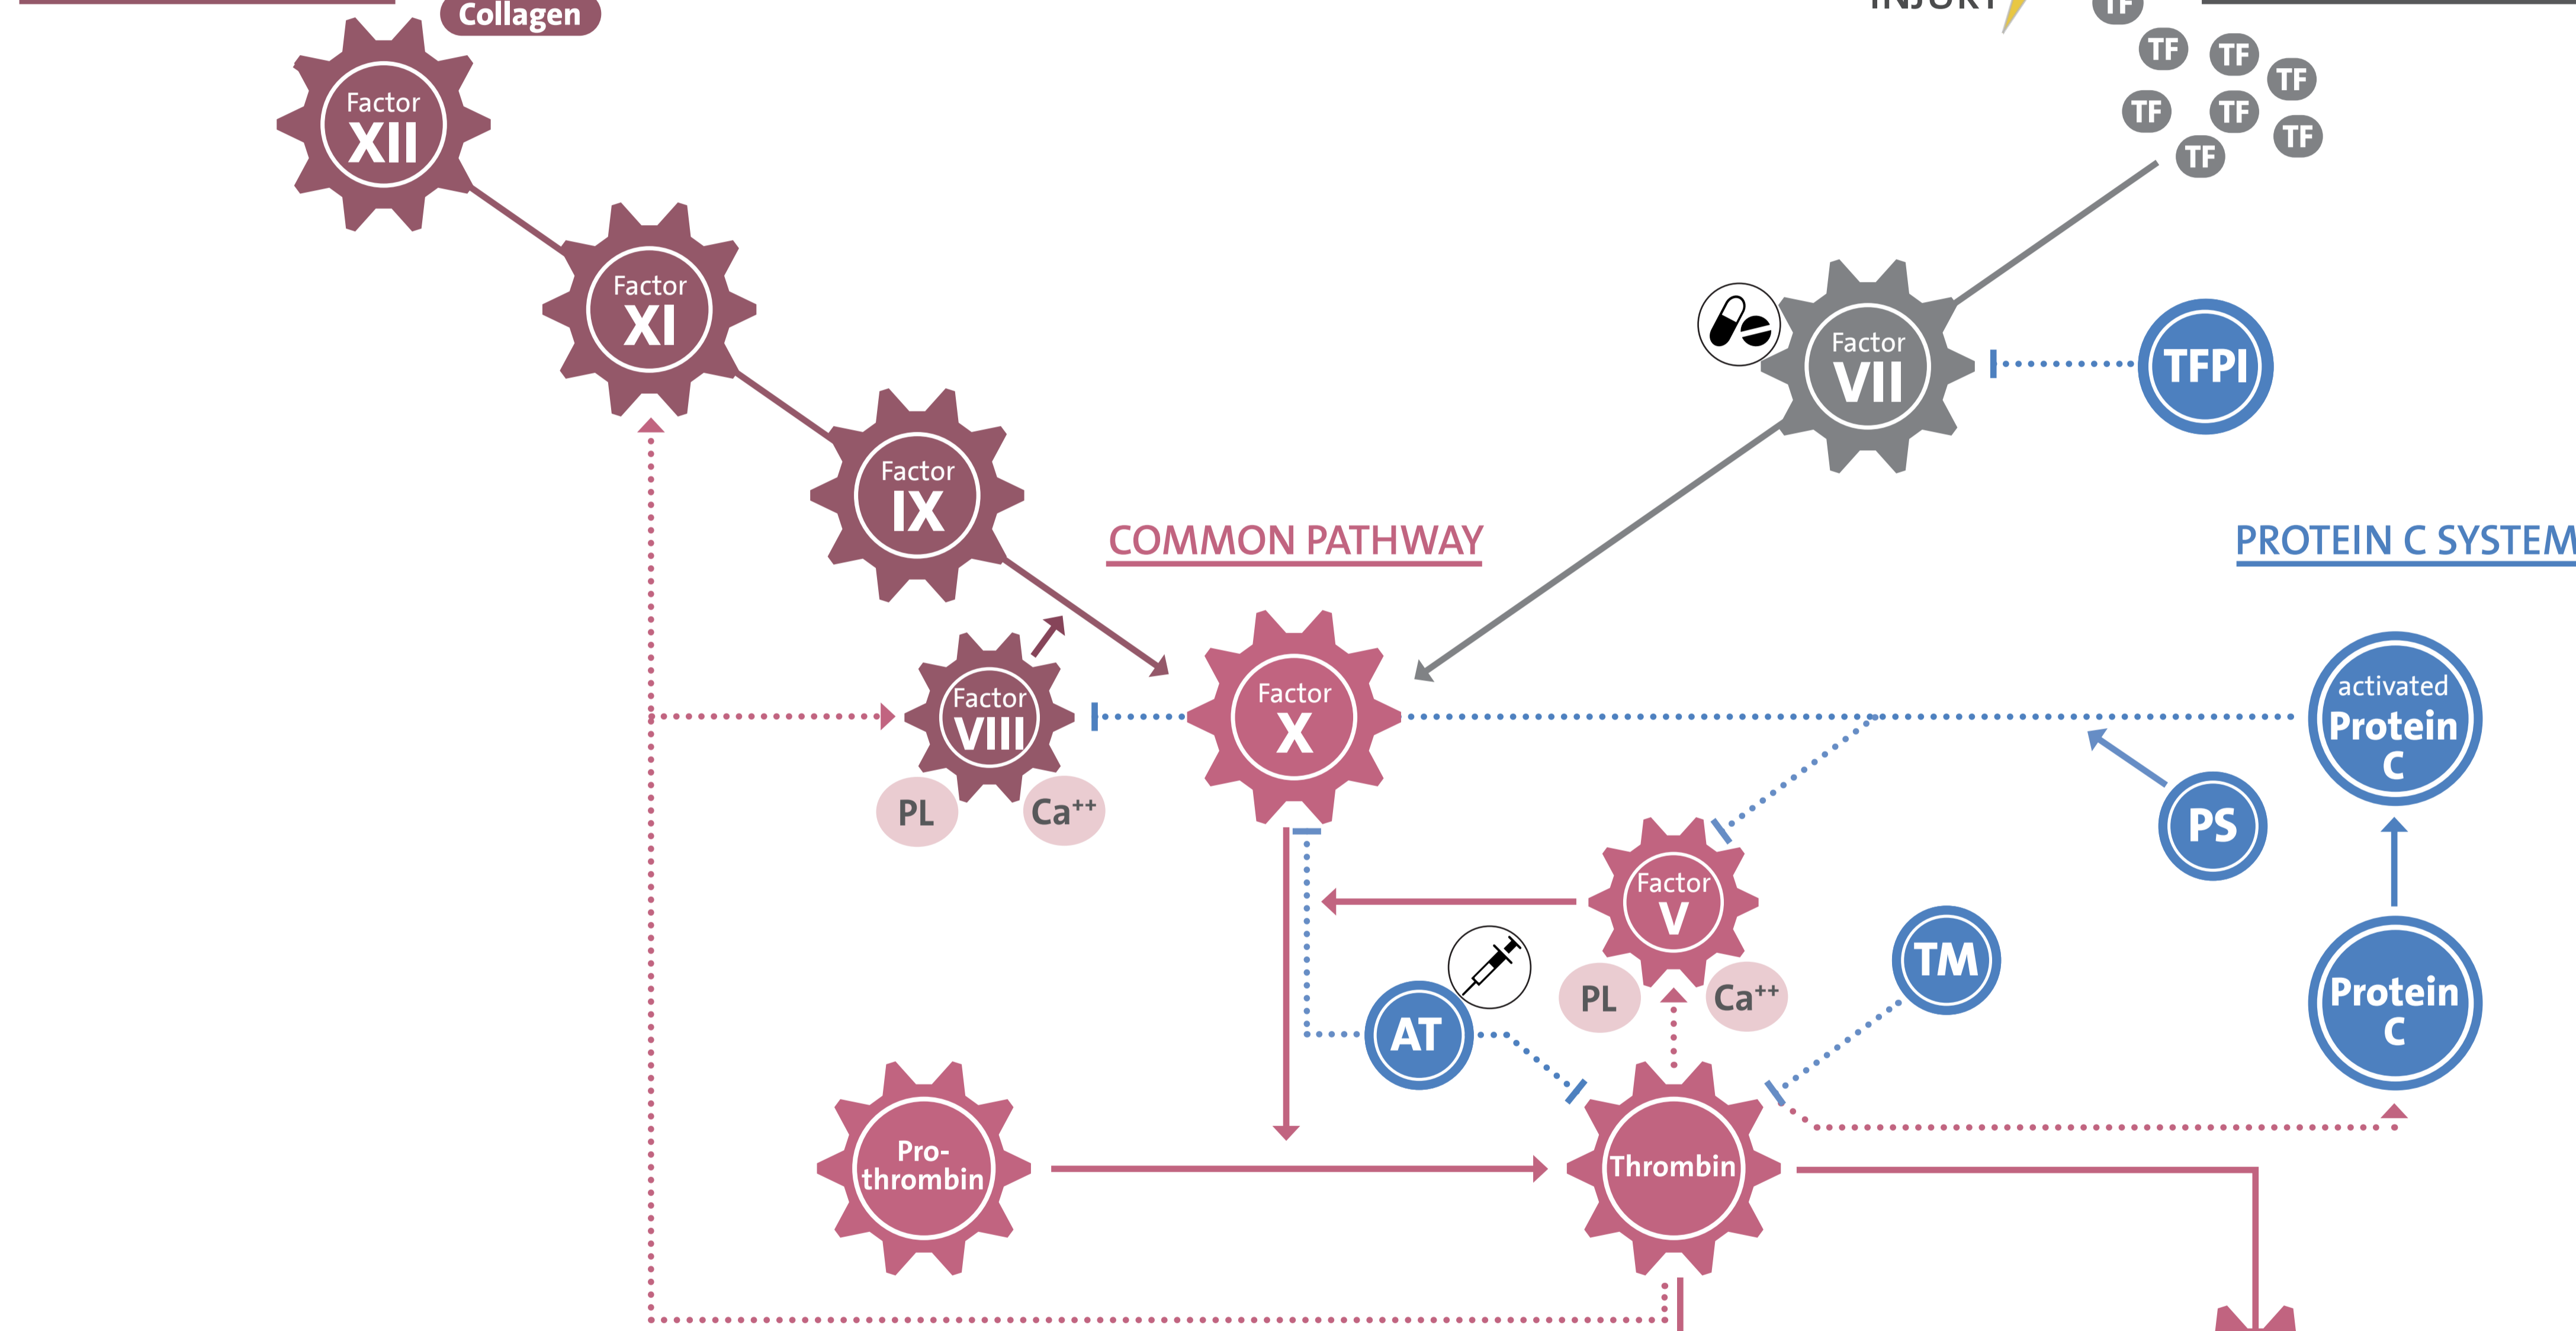 Collagen
INJURY
TF
TF
TF
TF
TF
TF
TF
TF
Factor
XII
Factor
XI
Factor
VII
TFPI
Factor
IX
COMMON PATHWAY
PROTEIN C SYSTEM
Factor
VIII
PL
Ca++
Factor
X
activated
Protein
C
PS
Factor
V
PL
Ca++
TM
AT
Protein
C
Pro-
thrombin
Thrombin